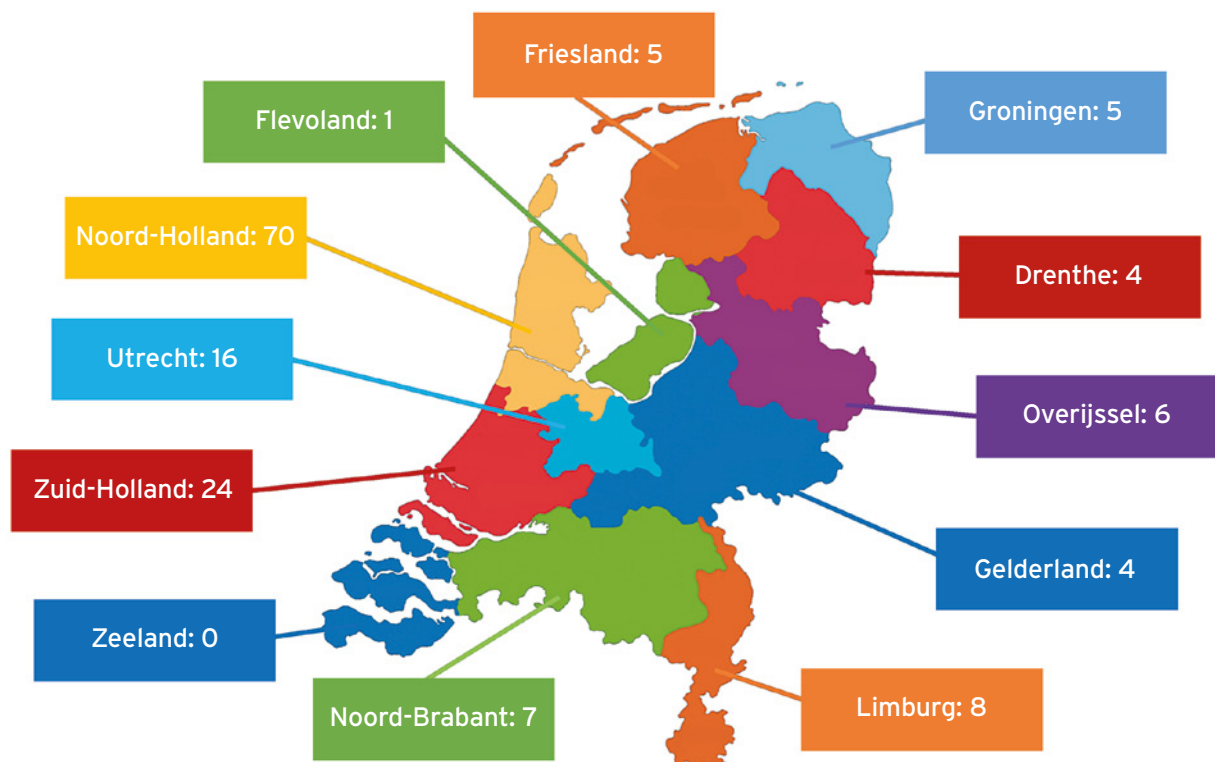 Friesland: 5
Flevoland: 1
Groningen: 5
Noord-Holland: 70
Drenthe: 4
Utrecht: 16
Overijssel: 6
Zuid-Holland: 24
Gelderland: 4
Zeeland: 0
Noord-Brabant: 7
Limburg: 8